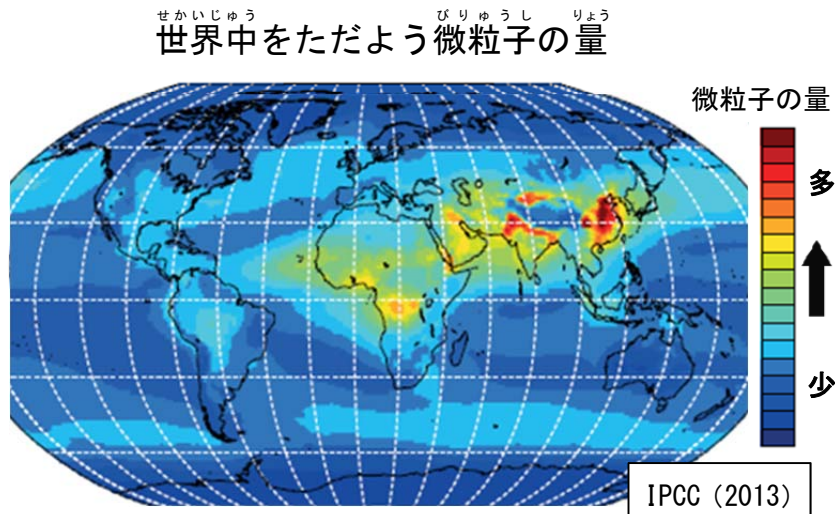 世界中をただよう微粒子の量
せかいじゅう びりゅうし りょう
微粒子の量
多
少
IPCC (2013)